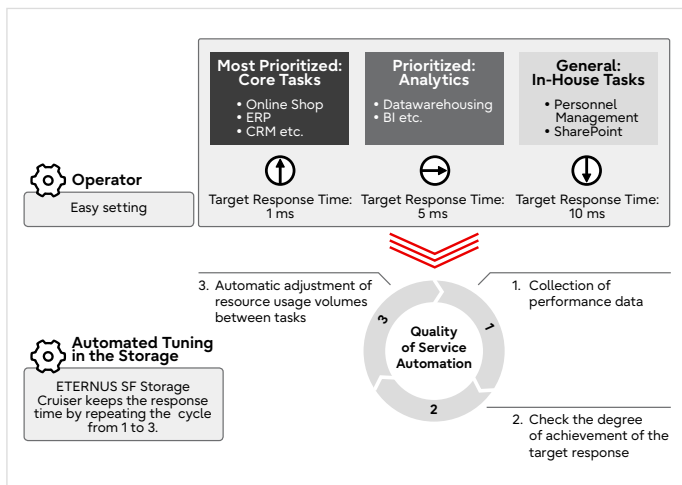 Most Prioritized:
Core Tasks
• Online Shop
• ERP
• CRM etc.
Prioritized:
Analytics
• Datawarehousing
• BI etc.
General:
In-House Tasks
• Personnel
Management
• SharePoint
Operator
Easy setting
Target Response Time:
1 ms
Target Response Time:
5 ms
Target Response Time:
10 ms
3. Automatic adjustment of
resource usage volumes
between tasks
1. Collection of
performance data
3
1
Quality
of Service
Automation
2
Automated Tuning
in the Storage
ETERNUS SF Storage
Cruiser keeps the response
time by repeating the cycle
from 1 to 3.
2. Check the degree
of achievement of the
target response